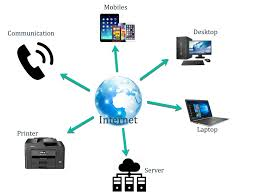 Mobiles
Communication
Desktop
Internet
Laptop
Printer
Server